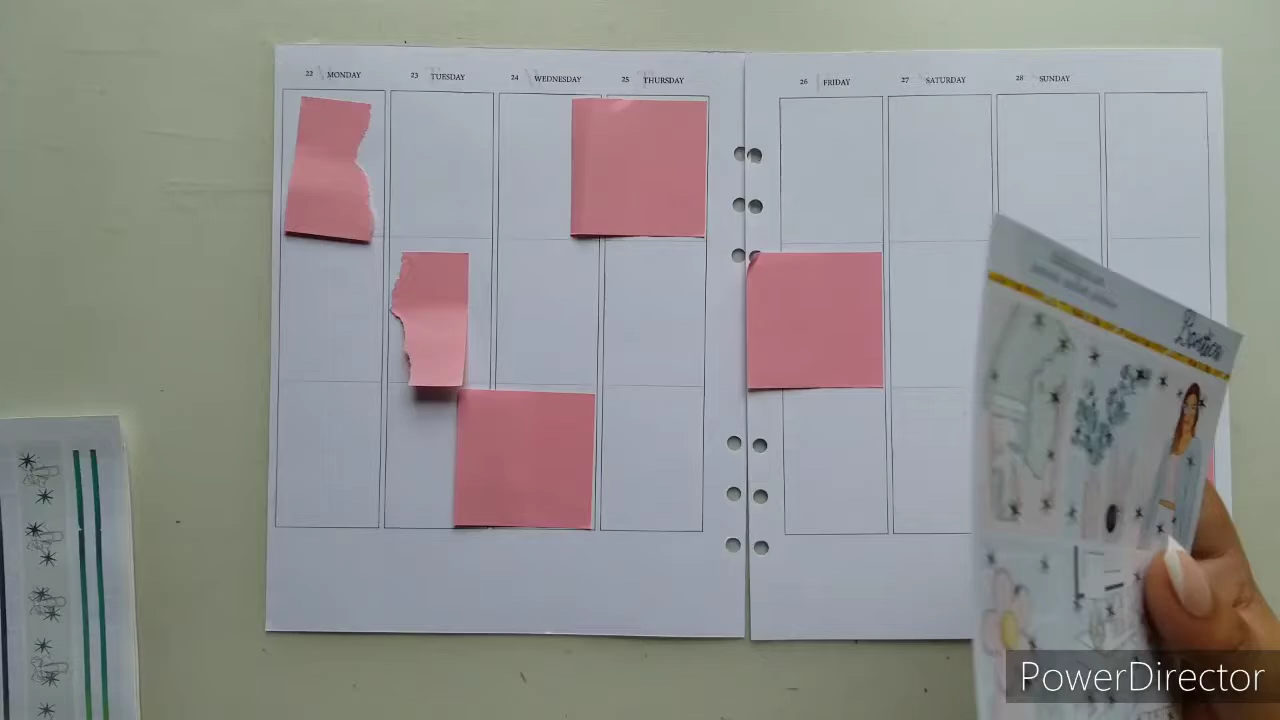 22 MONDAY
23 TUESDAY
24 WEDNESDAY
25 THURSDAY
26 FRIDAY
27 SATURDAY
28 SUNDAY
PowerDirector